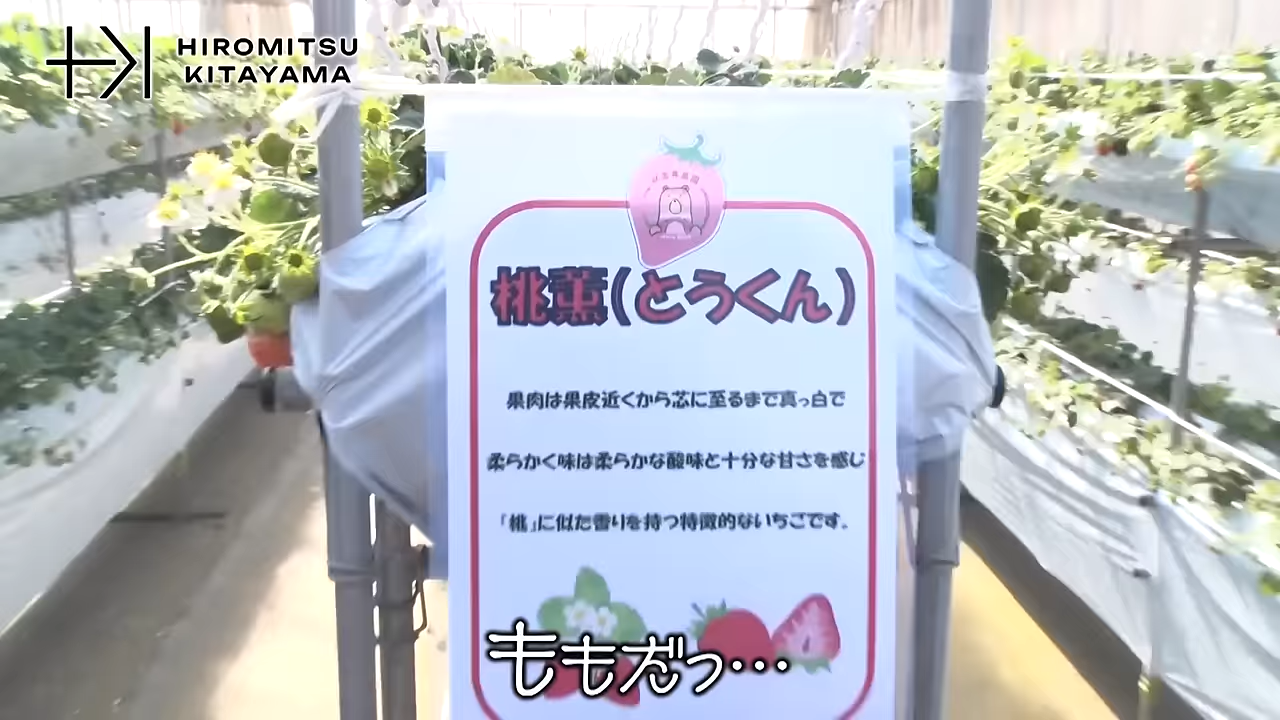 HIROMITSU
KITAYAMA
桃薫(とうくん)
果肉は果皮近くから芯に至るまで真っ白で
柔らかく味は柔らかな酸味と十分な甘さを感じ
「桃」に似た香りを持つ特徴的ないちごです。
ももだっ…